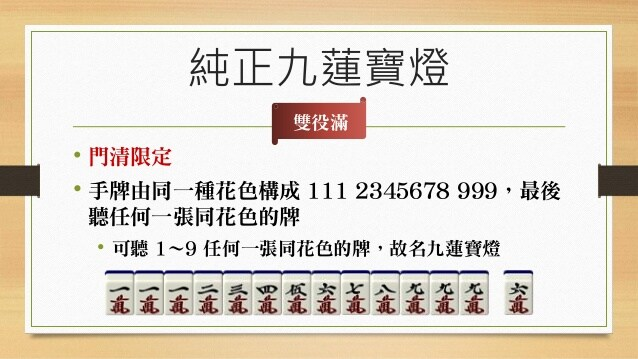 純正九蓮寶燈
雙役滿
• 門清限定
• 手牌由同一種花色構成 111 2345678 999，最後
聽任何一張同花色的牌
• 可聽 1～9 任何一張同花色的牌，故名九蓮寶燈
一萬 一萬 一萬 二萬 三萬 四萬 伍萬 六萬 七萬 八萬 九萬 九萬 九萬 六萬